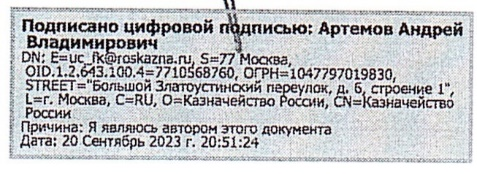 Подписано цифровой подписью: Артемов Андрей
Владимирович
DN: E=uc_fk@roskazna.ru, S=77 Москва,
OID.1.2.643.100.4=7710568760, ОГРН=1047797019830,
STREET="Большой Златоустинский переулок, д. 6, строение 1",
L=г. Москва, C=RU, O=Казначейство России, CN=Казначейство
России
Причина: Я являюсь автором этого документа
Дата: 20 Сентябрь 2023 г. 20:51:24